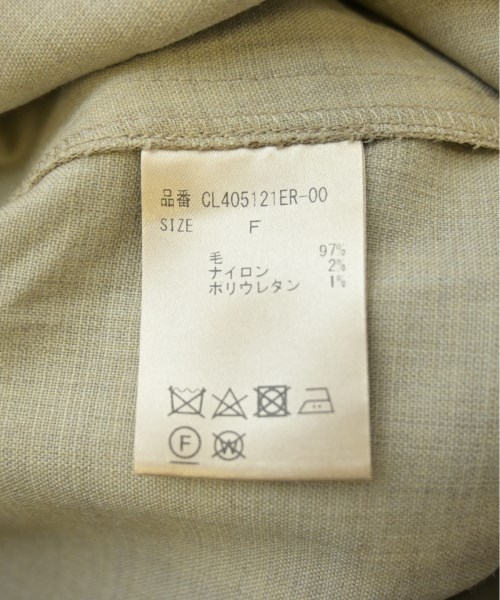 品番 CL405121ER-00
SIZE F
毛 97%
ナイロン 2%
ポリウレタン 1%
F
W